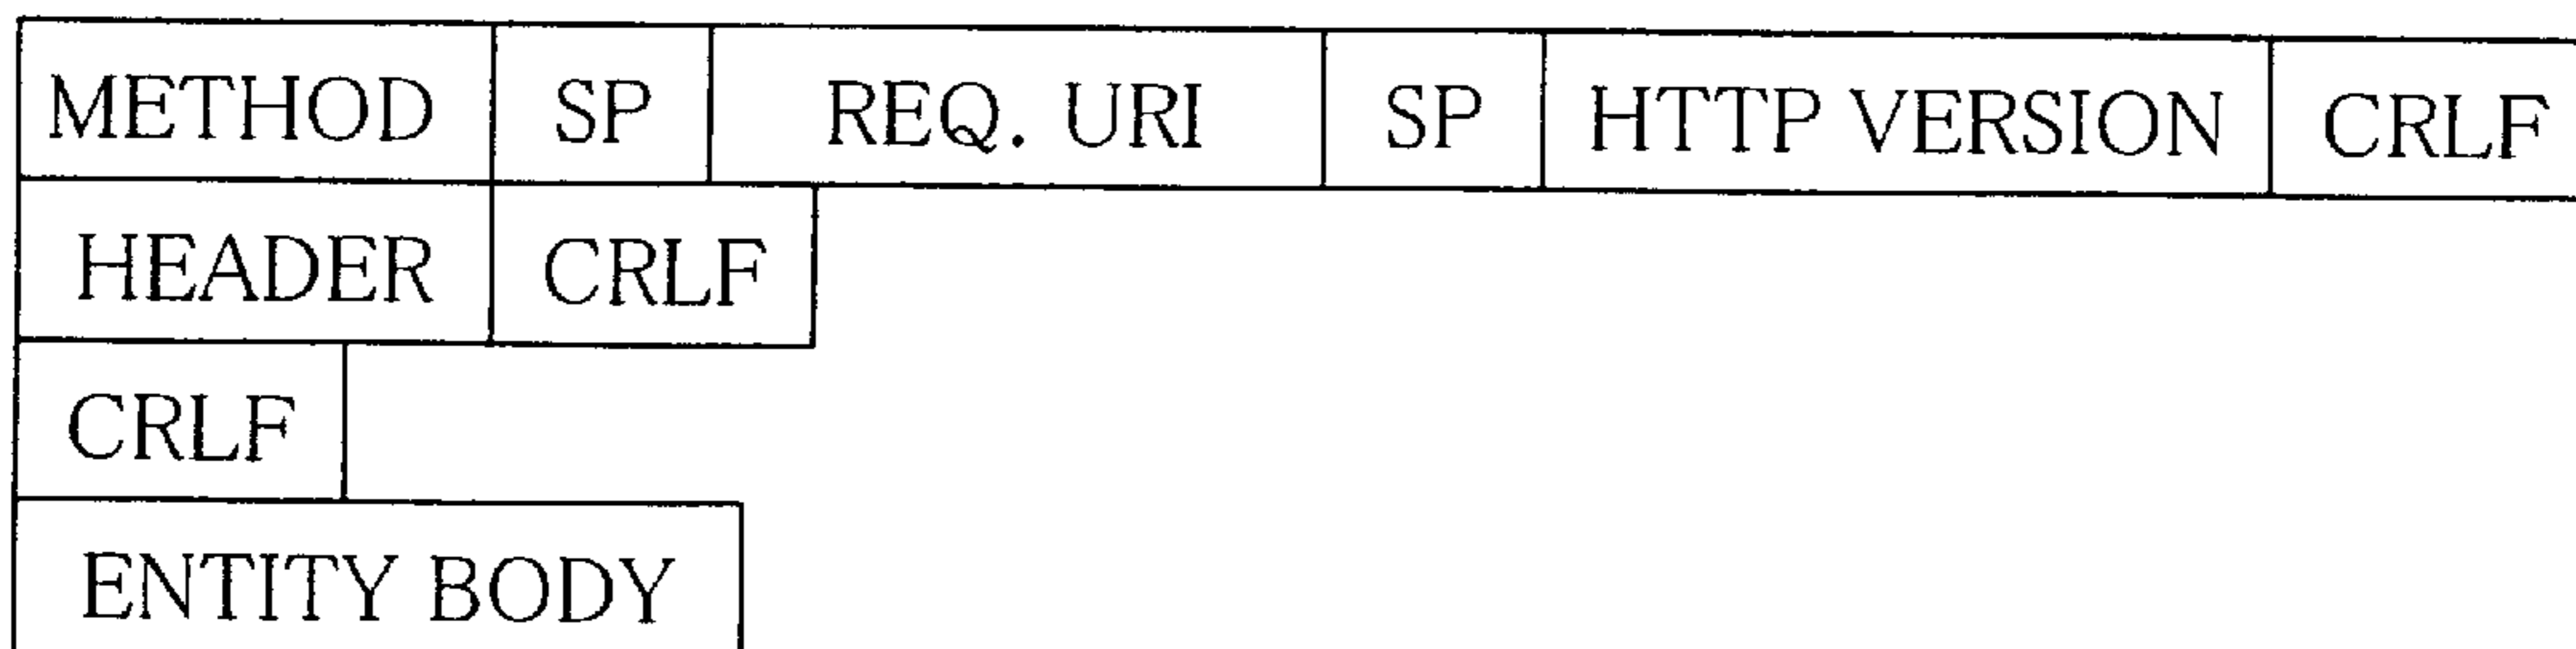 METHOD SP REQ. URI SP HTTP VERSION CRLF
HEADER CRLF
CRLF
ENTITY BODY